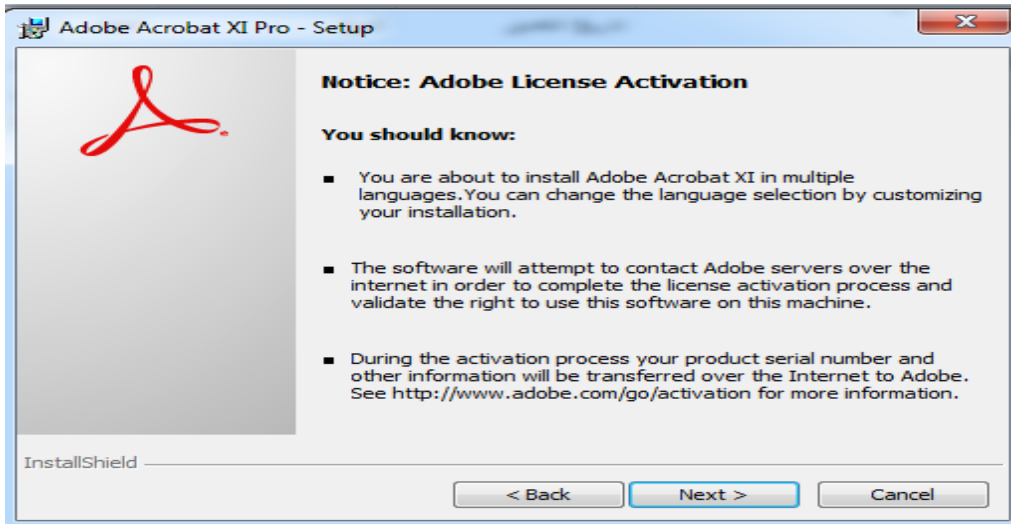 Adobe Acrobat XI Pro - Setup
Notice: Adobe License Activation
You should know:
▪ You are about to install Adobe Acrobat XI in multiple
languages.You can change the language selection by customizing
your installation.
▪ The software will attempt to contact Adobe servers over the
internet in order to complete the license activation process and
validate the right to use this software on this machine.
▪ During the activation process your product serial number and
other information will be transferred over the Internet to Adobe.
See http://www.adobe.com/go/activation for more information.
InstallShield
< Back Next > Cancel